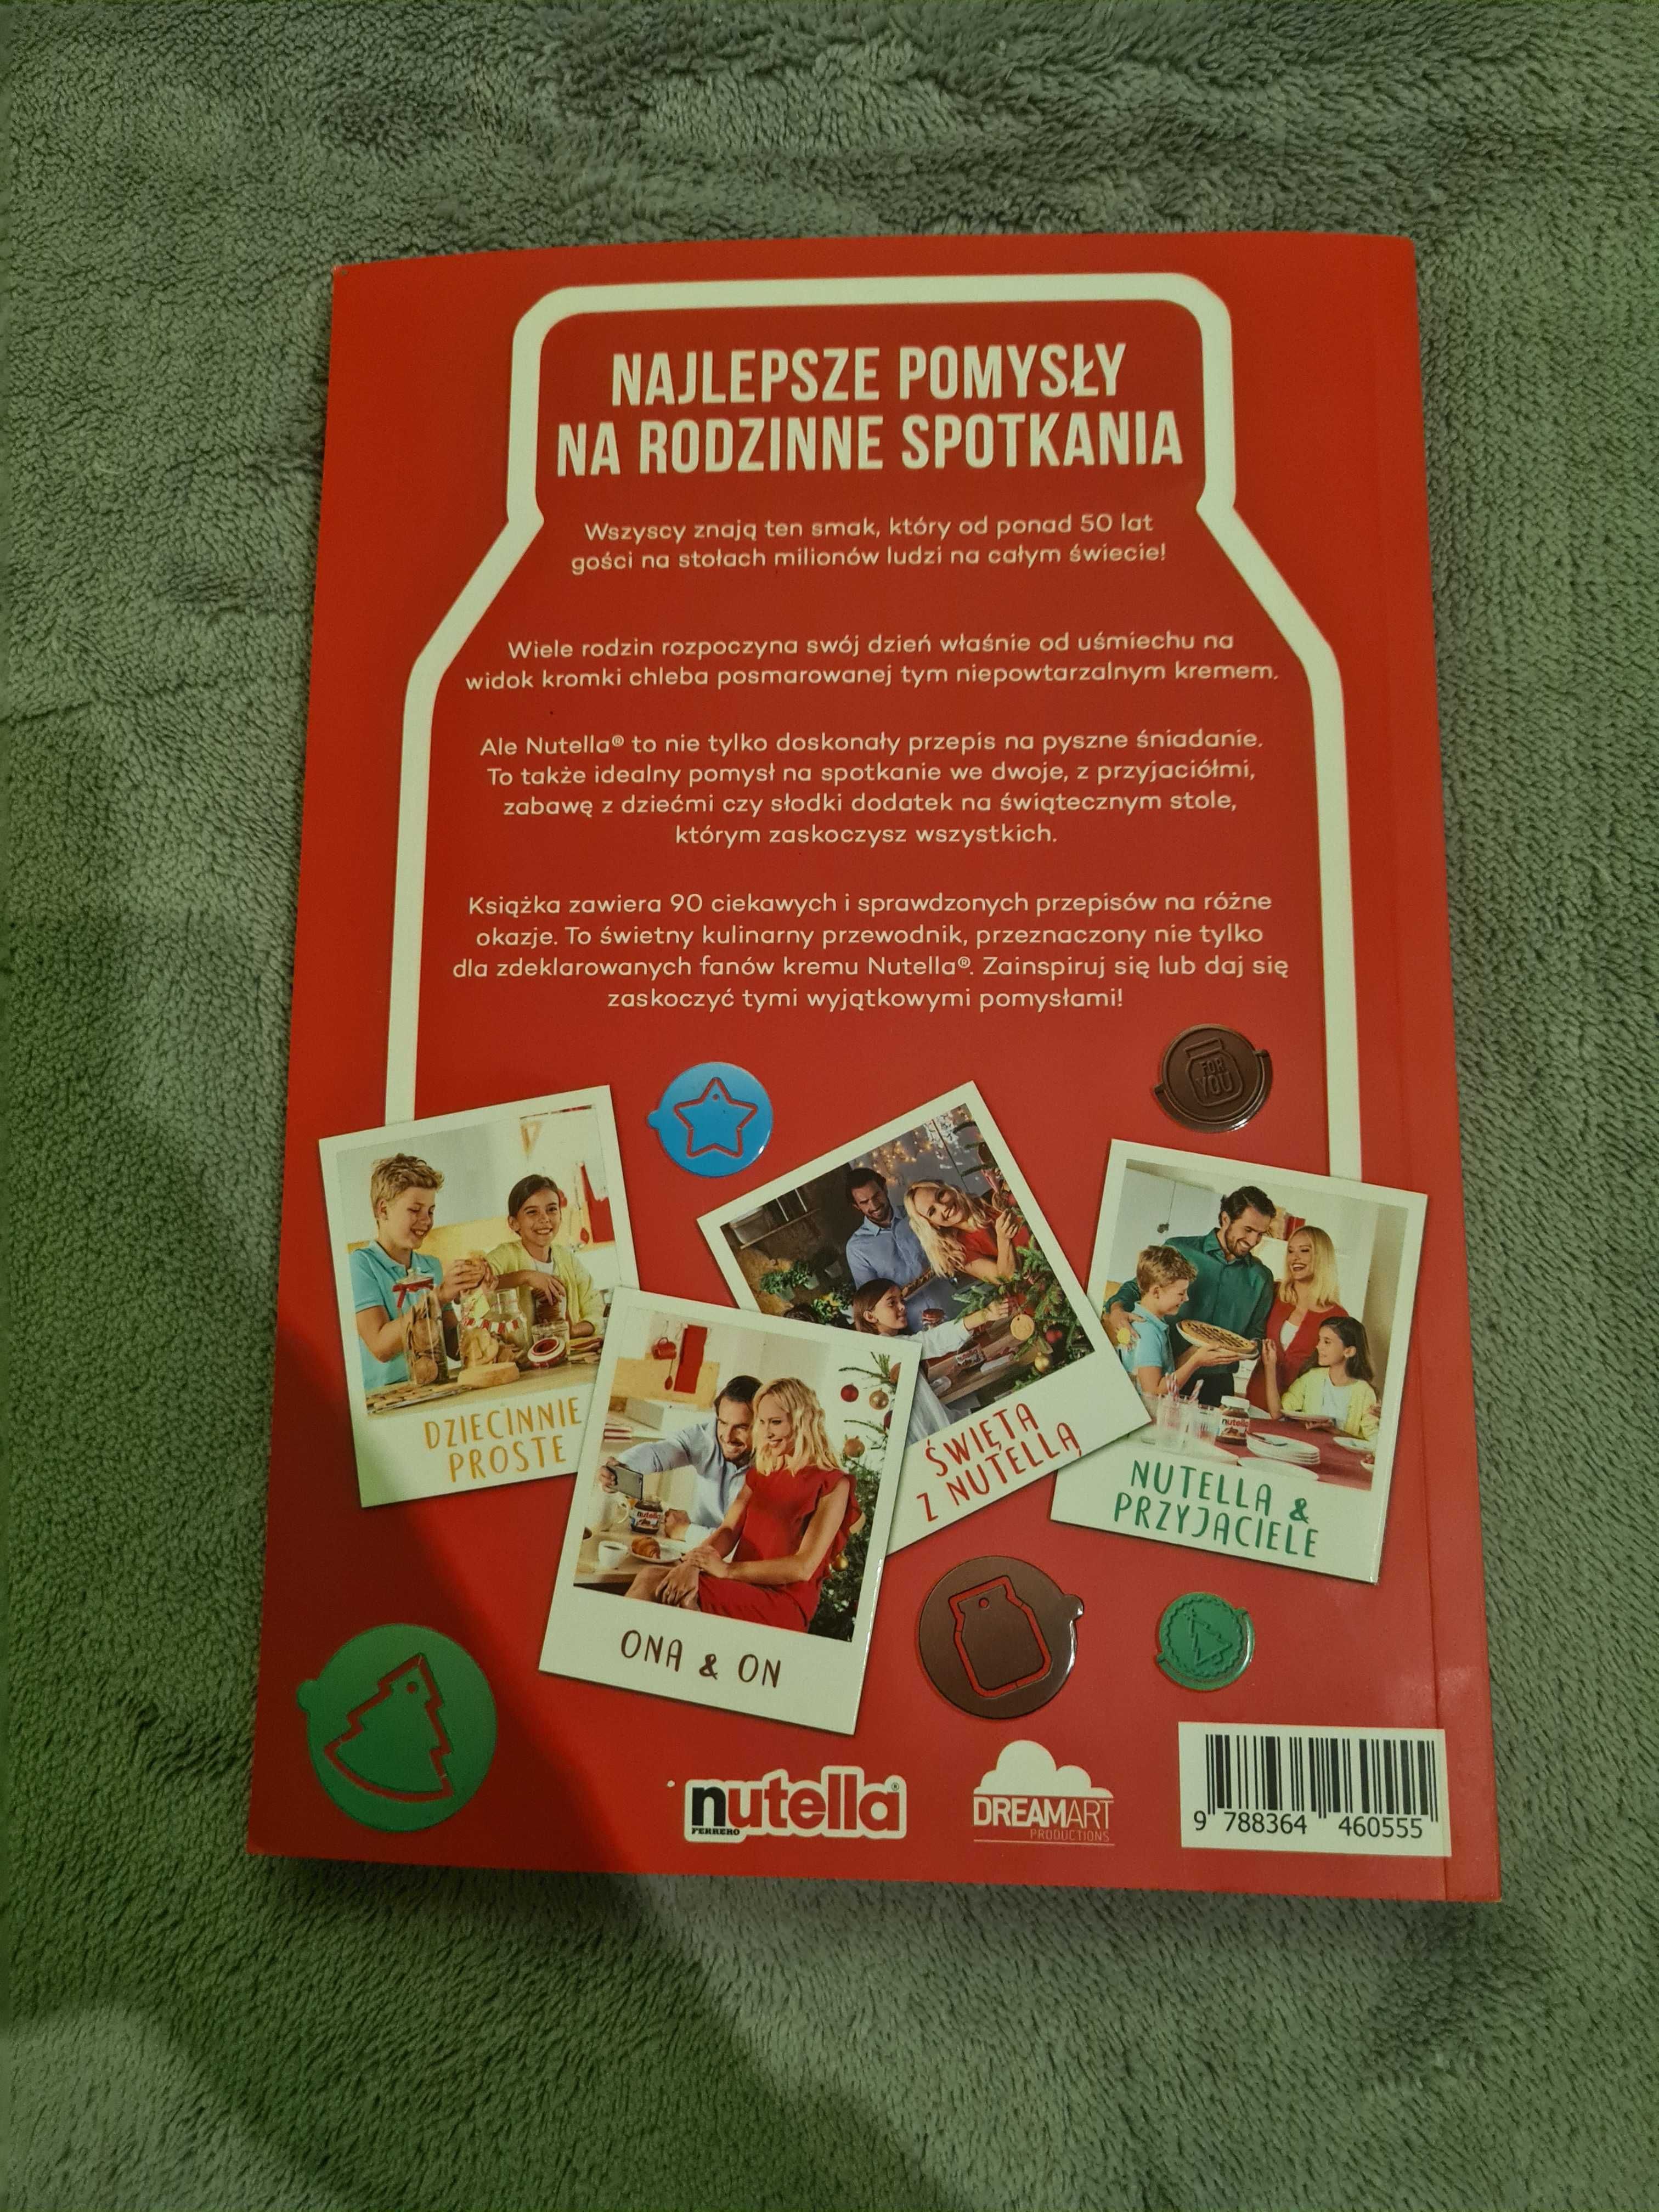 NAJLEPSZE POMYSŁY
NA RODZINNE SPOTKANIA
Wszyscy znają ten smak, który od ponad 50 lat
gości na stołach milionów ludzi na całym świecie!
Wiele rodzin rozpoczyna swój dzień właśnie od uśmiechu na
widok kromki chleba posmarowanej tym niepowtarzalnym kremem.
Ale Nutella® to nie tylko doskonały przepis na pyszne śniadanie.
To także idealny pomysł na spotkanie we dwoje, z przyjaciółmi,
zabawę z dziećmi czy słodki dodatek na świątecznym stole,
którym zaskoczysz wszystkich.
Książka zawiera 90 ciekawych i sprawdzonych przepisów na różne
okazje. To świetny kulinarny przewodnik, przeznaczony nie tylko
dla zdeklarowanych fanów kremu Nutella®. Zainspiruj się lub daj się
zaskoczyć tymi wyjątkowymi pomysłami!
FOR
YOU
DZIECINNIE
PROSTE
ŚWIĘTA
Z NUTELLĄ
nutella
NUTELLA &
PRZYJACIELE
nutella
ONA & ON
nutella®
FERRERO
DREAMART
PRODUCTIONS
9 788364 460555